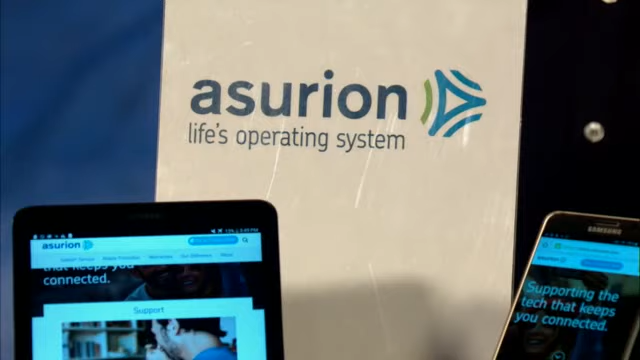 asurion
life's operating system
SAMSUNG
asurion
that keeps you
connected.
Support
asurion
Supporting the
tech that keeps
you connected.